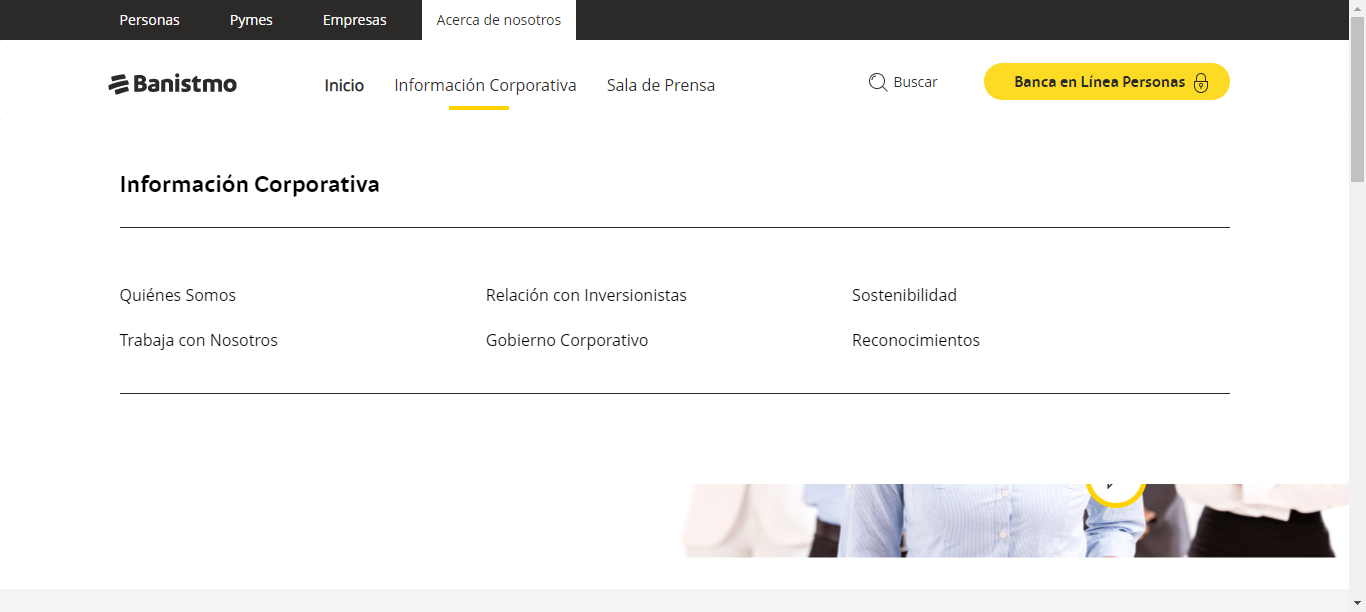 Personas Pymes Empresas Acerca de nosotros
Banistmo Inicio Información Corporativa Sala de Prensa Buscar Banca en Línea Personas
Información Corporativa
Quiénes Somos Relación con Inversionistas Sostenibilidad
Trabaja con Nosotros Gobierno Corporativo Reconocimientos